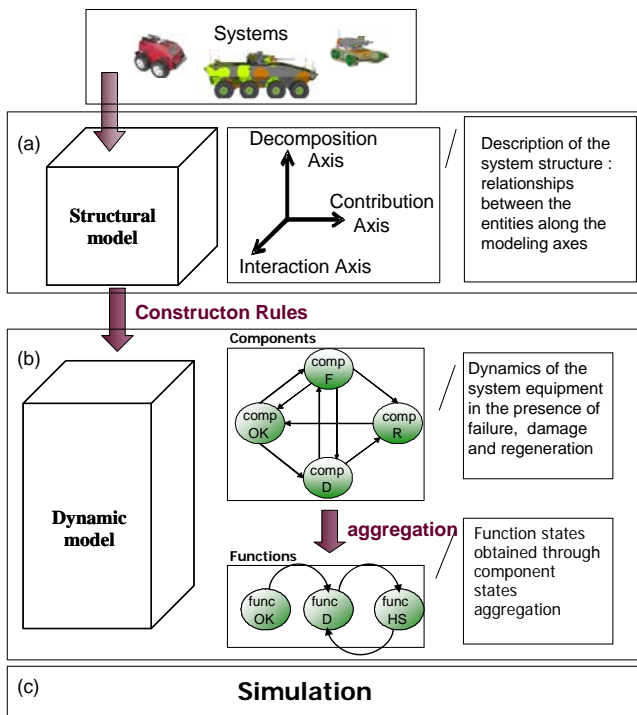 Systems
(a)
Structural
model
Decomposition
Axis
Contribution
Axis
Interaction Axis
Description of the
system structure :
relationships
between the
entities along the
modeling axes
Constructon Rules
(b)
Dynamic
model
Components
comp
F
comp
OK
comp
R
comp
D
Dynamics of the
system equipment
in the presence of
failure, damage
and regeneration
aggregation
Functions
func
OK
func
D
func
HS
Function states
obtained through
component
states
aggregation
(c)
Simulation